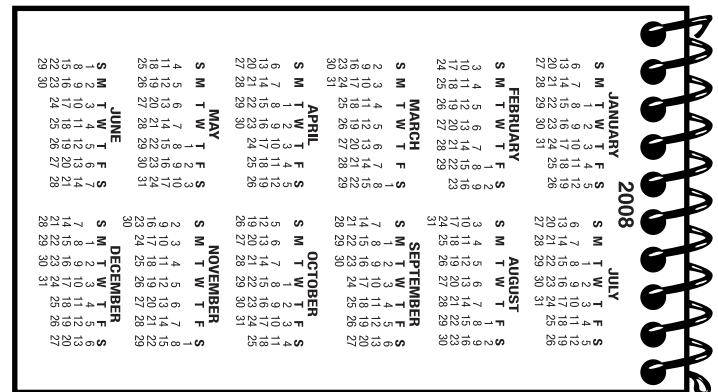 2008
JANUARY
S M T W T F S
1 2 3 4 5
6 7 8 9 10 11 12
13 14 15 16 17 18 19
20 21 22 23 24 25 26
27 28 29 30 31
FEBRUARY
S M T W T F S
1 2
3 4 5 6 7 8 9
10 11 12 13 14 15 16
17 18 19 20 21 22 23
24 25 26 27 28 29
MARCH
S M T W T F S
1
2 3 4 5 6 7 8
9 10 11 12 13 14 15
16 17 18 19 20 21 22
23 24 25 26 27 28 29
30 31
APRIL
S M T W T F S
1 2 3 4 5
6 7 8 9 10 11 12
13 14 15 16 17 18 19
20 21 22 23 24 25 26
27 28 29 30
MAY
S M T W T F S
1 2 3
4 5 6 7 8 9 10
11 12 13 14 15 16 17
18 19 20 21 22 23 24
25 26 27 28 29 30 31
JUNE
S M T W T F S
1 2 3 4 5 6 7
8 9 10 11 12 13 14
15 16 17 18 19 20 21
22 23 24 25 26 27 28
29 30
JULY
S M T W T F S
1 2 3 4 5
6 7 8 9 10 11 12
13 14 15 16 17 18 19
20 21 22 23 24 25 26
27 28 29 30 31
AUGUST
S M T W T F S
1 2
3 4 5 6 7 8 9
10 11 12 13 14 15 16
17 18 19 20 21 22 23
24 25 26 27 28 29 30
31
SEPTEMBER
S M T W T F S
1 2 3 4 5 6
7 8 9 10 11 12 13
14 15 16 17 18 19 20
21 22 23 24 25 26 27
28 29 30
OCTOBER
S M T W T F S
1 2 3 4
5 6 7 8 9 10 11
12 13 14 15 16 17 18
19 20 21 22 23 24 25
26 27 28 29 30 31
NOVEMBER
S M T W T F S
1
2 3 4 5 6 7 8
9 10 11 12 13 14 15
16 17 18 19 20 21 22
23 24 25 26 27 28 29
30
DECEMBER
S M T W T F S
1 2 3 4 5 6
7 8 9 10 11 12 13
14 15 16 17 18 19 20
21 22 23 24 25 26 27
28 29 30 31